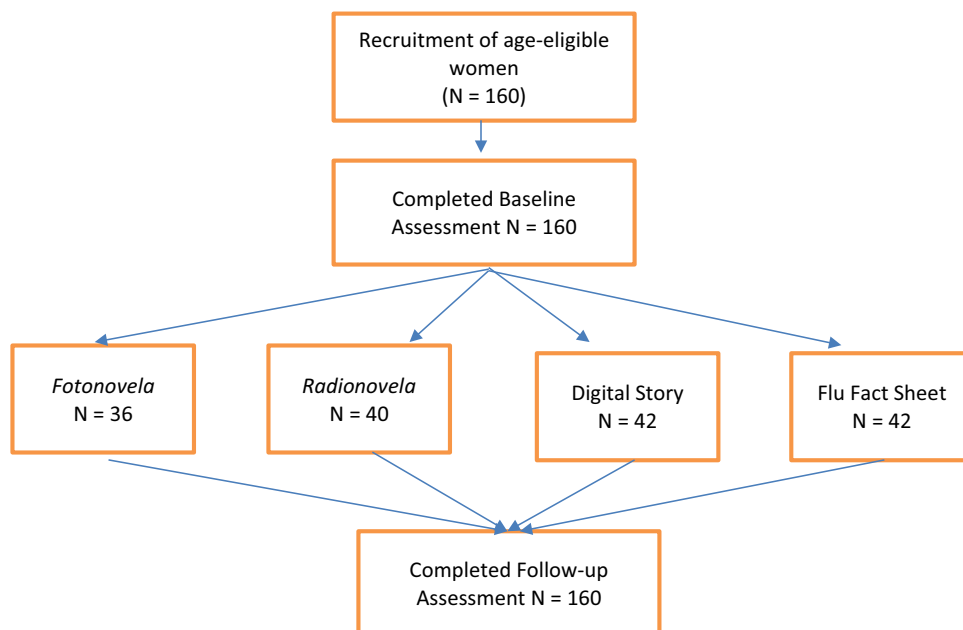 Recruitment of age-eligible
women
(N = 160)
Completed Baseline
Assessment N = 160
Fotonovela
N = 36
Radionovela
N = 40
Digital Story
N = 42
Flu Fact Sheet
N = 42
Completed Follow-up
Assessment N = 160